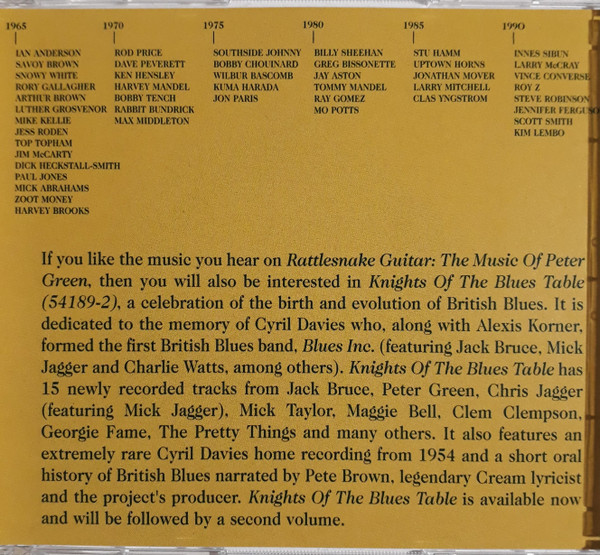 1965 1970 1975 1980 1985 1990
IAN ANDERSON
SAVOY BROWN
SNOWY WHITE
RORY GALLAGHER
ARTHUR BROWN
LUTHER GROSVENOR
MIKE KELLIE
JESS RODEN
TOP TOPHAM
JIM McCARTY
DICK HECKSTALL-SMITH
PAUL JONES
MICK ABRAHAMS
ZOOT MONEY
HARVEY BROOKS
ROD PRICE
DAVE PEVERETT
KEN HENSLEY
HARVEY MANDEL
BOBBY TENCH
RABBIT BUNDRICK
MAX MIDDLETON
SOUTHSIDE JOHNNY
BOBBY CHOUINARD
WILBUR BASCOMB
KUMA HARADA
JON PARIS
BILLY SHEEHAN
GREG BISSONETTE
JAY ASTON
TOMMY MANDEL
RAY GOMEZ
MO POTTS
STU HAMM
UPTOWN HORNS
JONATHAN MOVER
LARRY MITCHELL
CLAS YNGSTROM
INNES SIBUN
LARRY McCRAY
VINCE CONVERSE
ROY Z
STEVE ROBINSON
JENNIFER FERGUSO
SCOTT SMITH
KIM LEMBO
If you like the music you hear on Rattlesnake Guitar: The Music Of Peter
Green, then you will also be interested in Knights Of The Blues Table
(54189-2), a celebration of the birth and evolution of British Blues. It is
dedicated to the memory of Cyril Davies who, along with Alexis Korner,
formed the first British Blues band, Blues Inc. (featuring Jack Bruce, Mick
Jagger and Charlie Watts, among others). Knights Of The Blues Table has
15 newly recorded tracks from Jack Bruce, Peter Green, Chris Jagger
(featuring Mick Jagger), Mick Taylor, Maggie Bell, Clem Clempson,
Georgie Fame, The Pretty Things and many others. It also features an
extremely rare Cyril Davies home recording from 1954 and a short oral
history of British Blues narrated by Pete Brown, legendary Cream lyricist
and the project's producer. Knights Of The Blues Table is available now
and will be followed by a second volume.